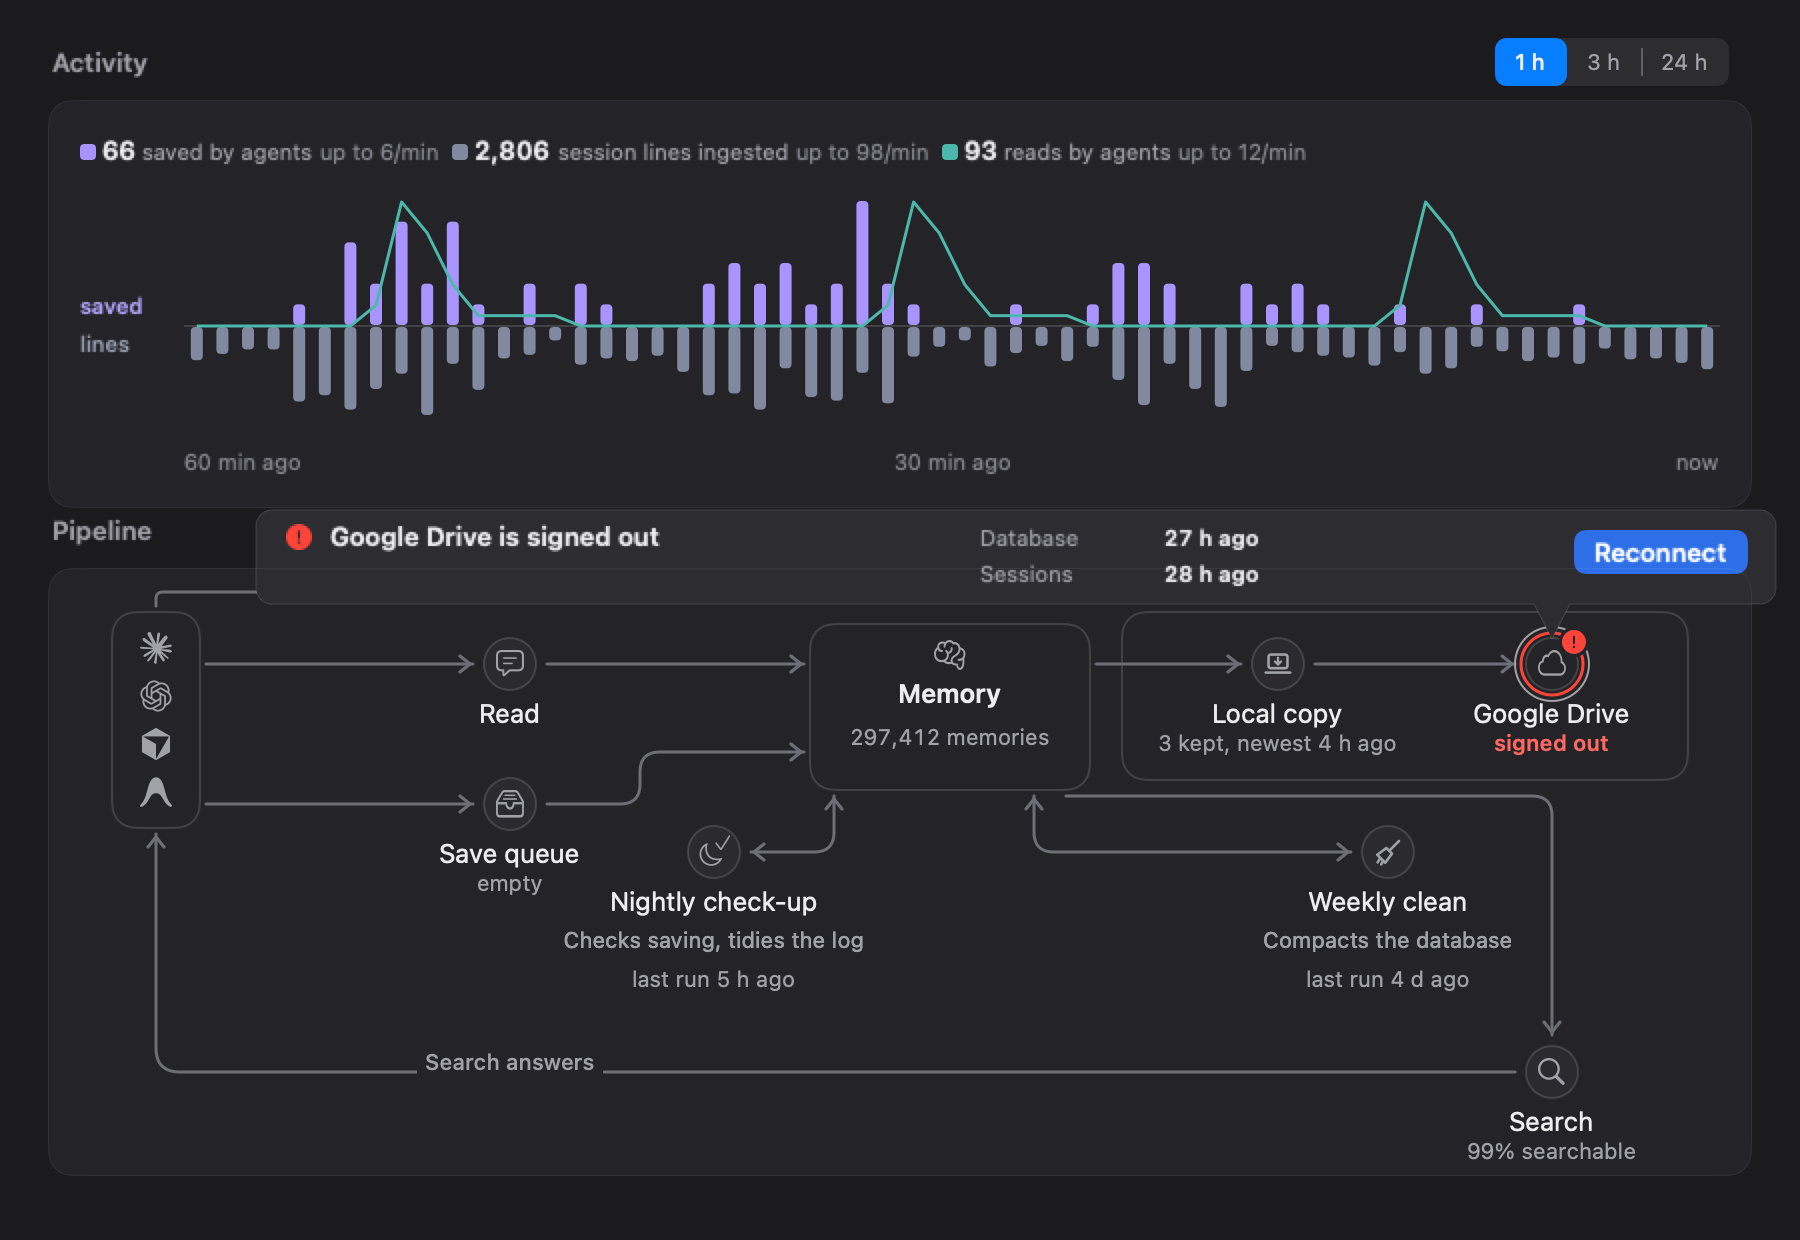 Activity
1 h 3 h 24 h
66 saved by agents up to 6/min 2,806 session lines ingested up to 98/min 93 reads by agents up to 12/min
saved
lines
60 min ago 30 min ago now
Pipeline
Google Drive is signed out
Database 27 h ago
Sessions 28 h ago
Reconnect
Read
Memory
297,412 memories
Local copy
3 kept, newest 4 h ago
Google Drive
signed out
Save queue
empty
Nightly check-up
Checks saving, tidies the log
last run 5 h ago
Weekly clean
Compacts the database
last run 4 d ago
Search answers
Search
99% searchable